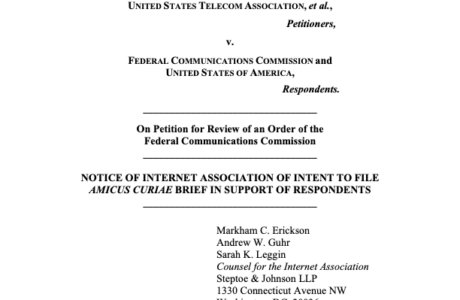 UNITED STATES TELECOM ASSOCIATION, et al.,
Petitioners,
v.
FEDERAL COMMUNICATIONS COMMISSION and
UNITED STATES OF AMERICA,
Respondents.
On Petition for Review of an Order of the
Federal Communications Commission
NOTICE OF INTERNET ASSOCIATION OF INTENT TO FILE
AMICUS CURIAE BRIEF IN SUPPORT OF RESPONDENTS
Markham C. Erickson
Andrew W. Guhr
Sarah K. Leggin
Counsel for the Internet Association
Steptoe & Johnson LLP
1330 Connecticut Avenue NW